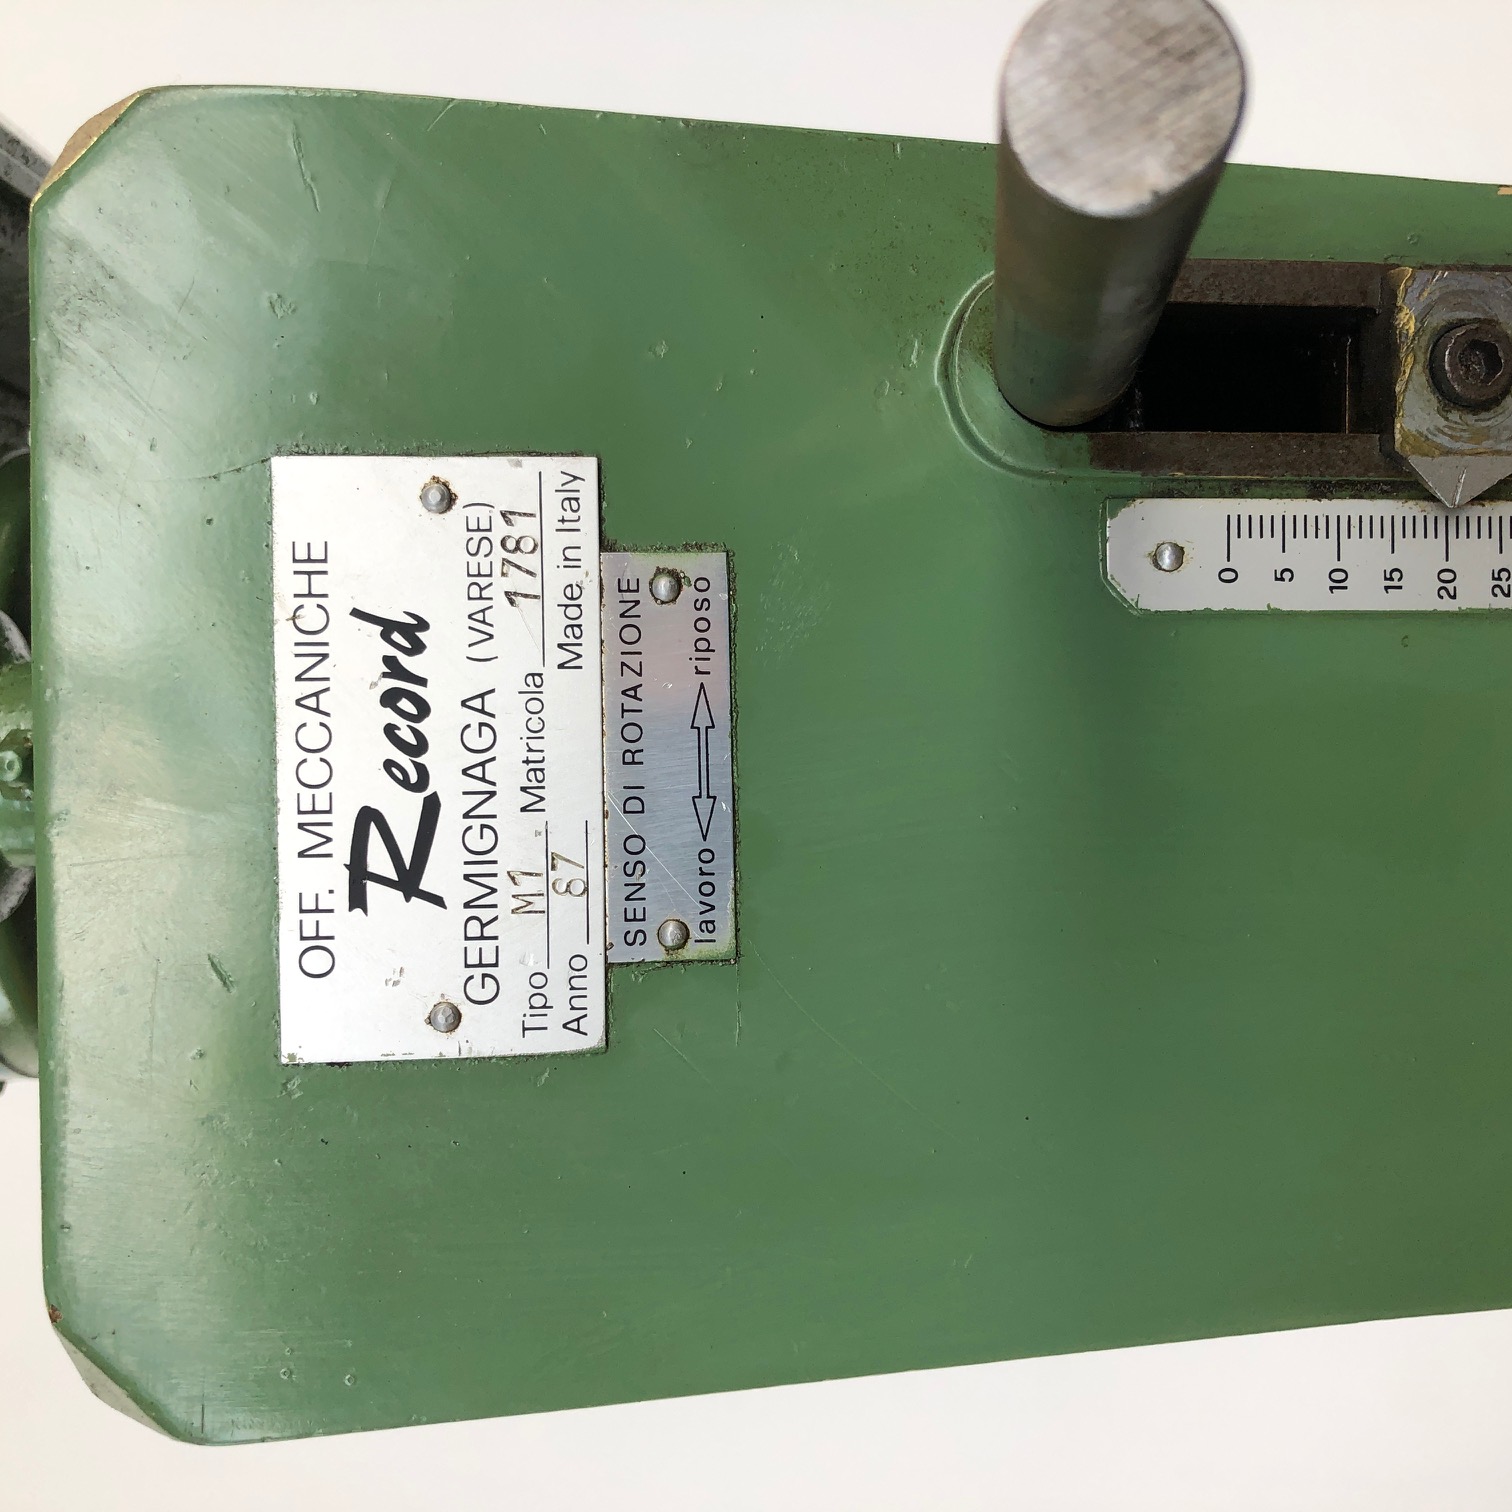 OFF. MECCANICHE
Record
GERMIGNAGA (VARESE)
Tipo M1 Matricola 1781
Anno 87 Made in Italy
SENSO DI ROTAZIONE
lavoro riposo
0 5 10 15 20 25